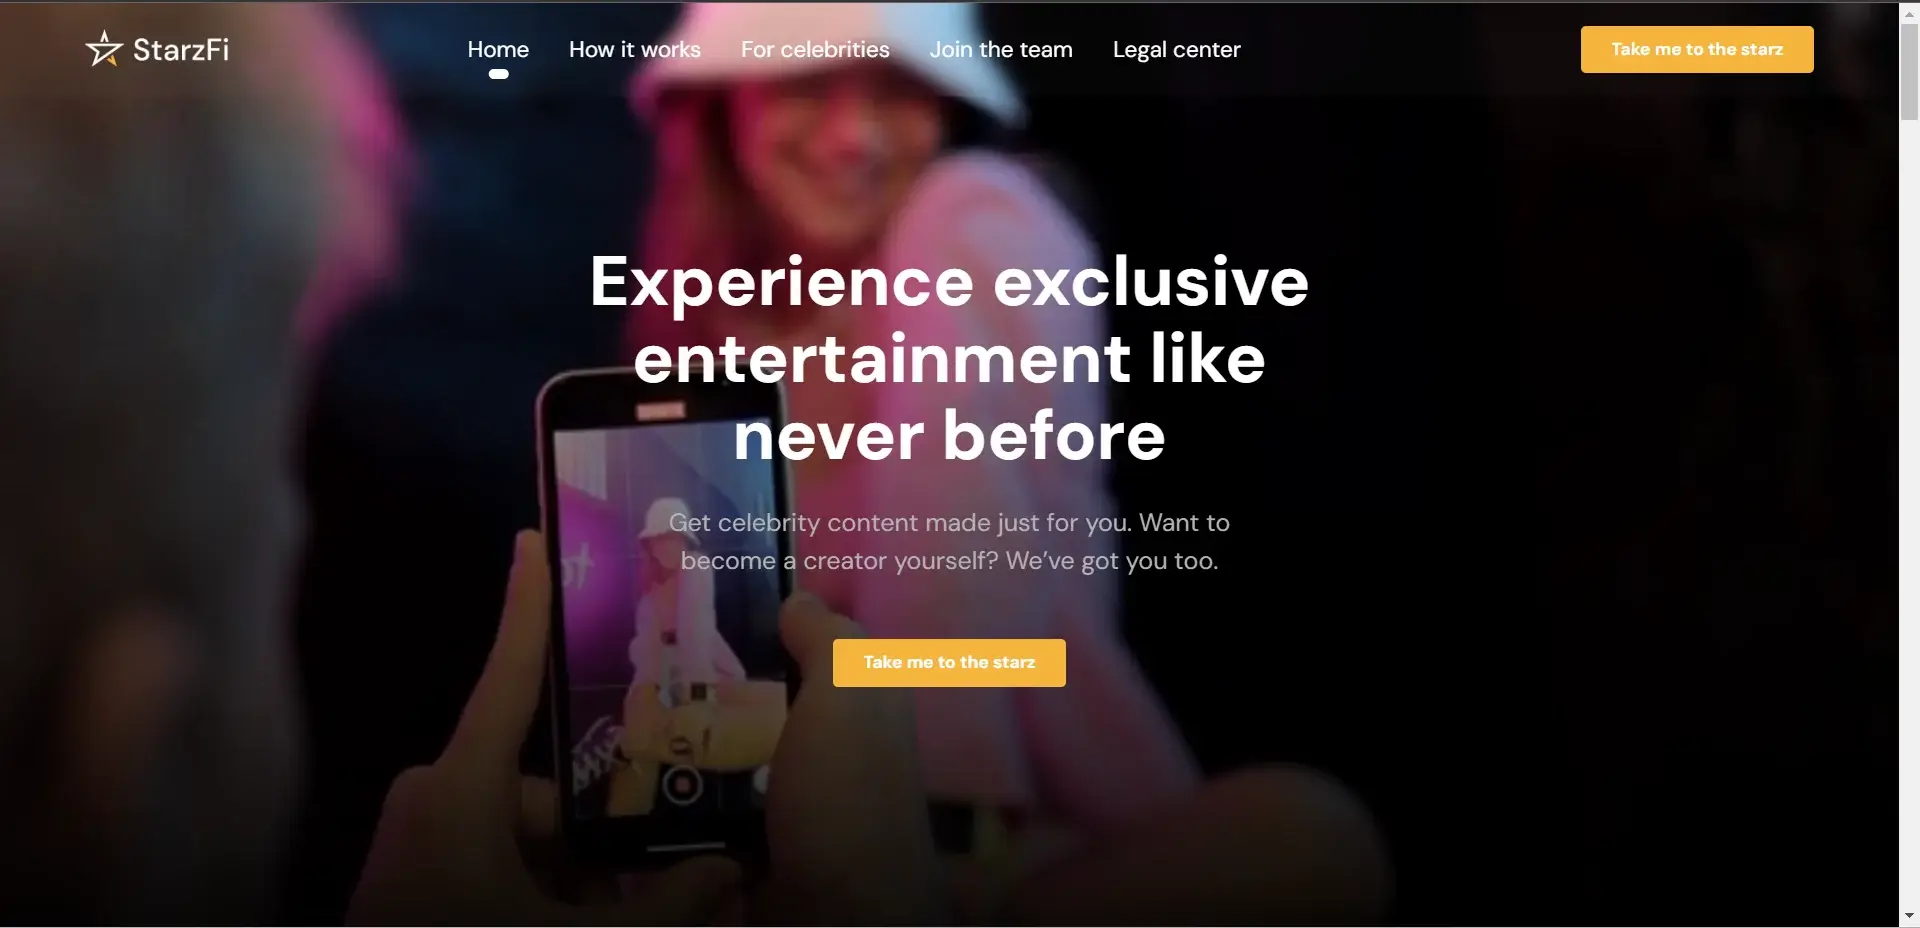 StarzFi
Home
How it works
For celebrities
Join the team
Legal center
Take me to the starz
Experience exclusive
entertainment like
never before
Get celebrity content made just for you. Want to
become a creator yourself? We’ve got you too.
Take me to the starz